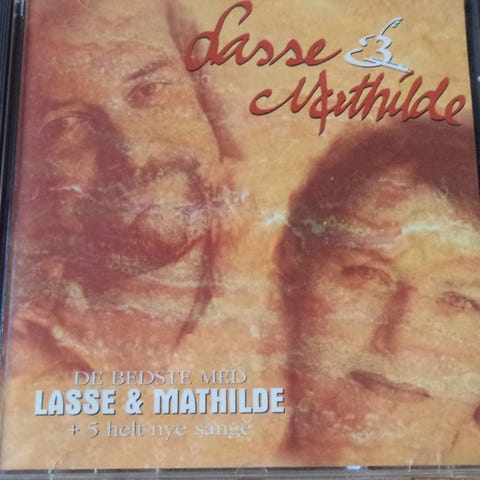 Lasse &
Mathilde
DE BEDSTE MED
LASSE & MATHILDE
+ 5 helt nye sange